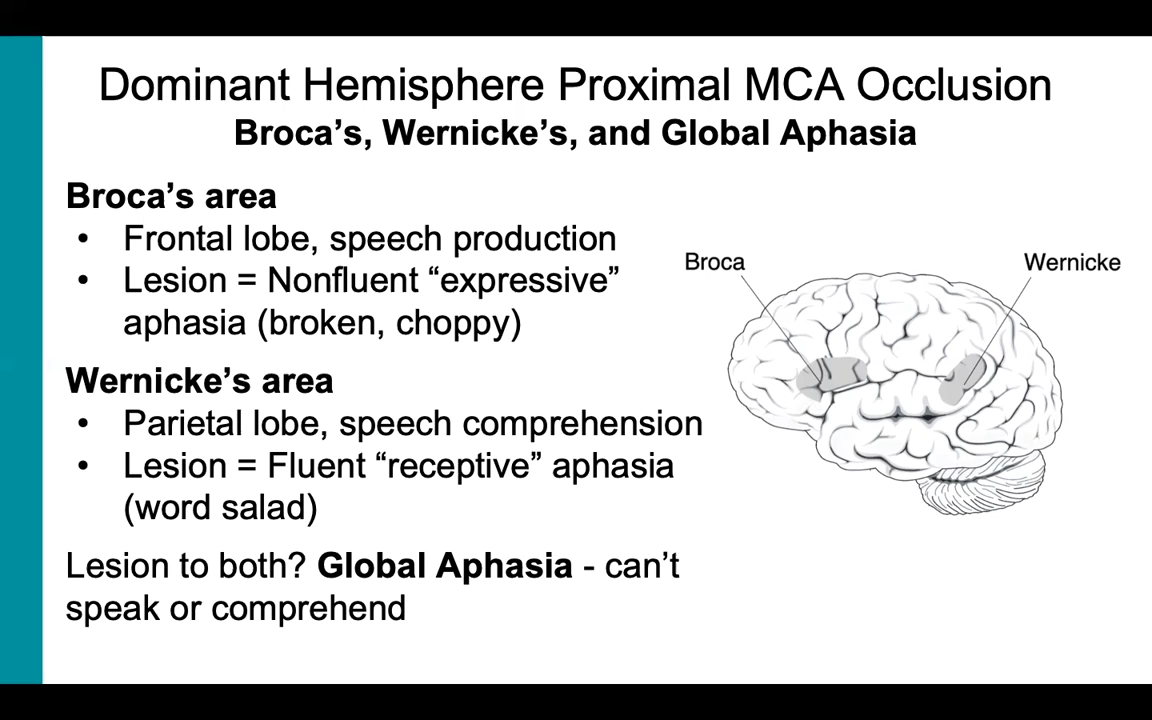 Dominant Hemisphere Proximal MCA Occlusion
Broca’s, Wernicke’s, and Global Aphasia
Broca’s area
• Frontal lobe, speech production
• Lesion = Nonfluent “expressive”
aphasia (broken, choppy)
Wernicke’s area
• Parietal lobe, speech comprehension
• Lesion = Fluent “receptive” aphasia
(word salad)
Lesion to both? Global Aphasia - can’t
speak or comprehend
Broca
Wernicke